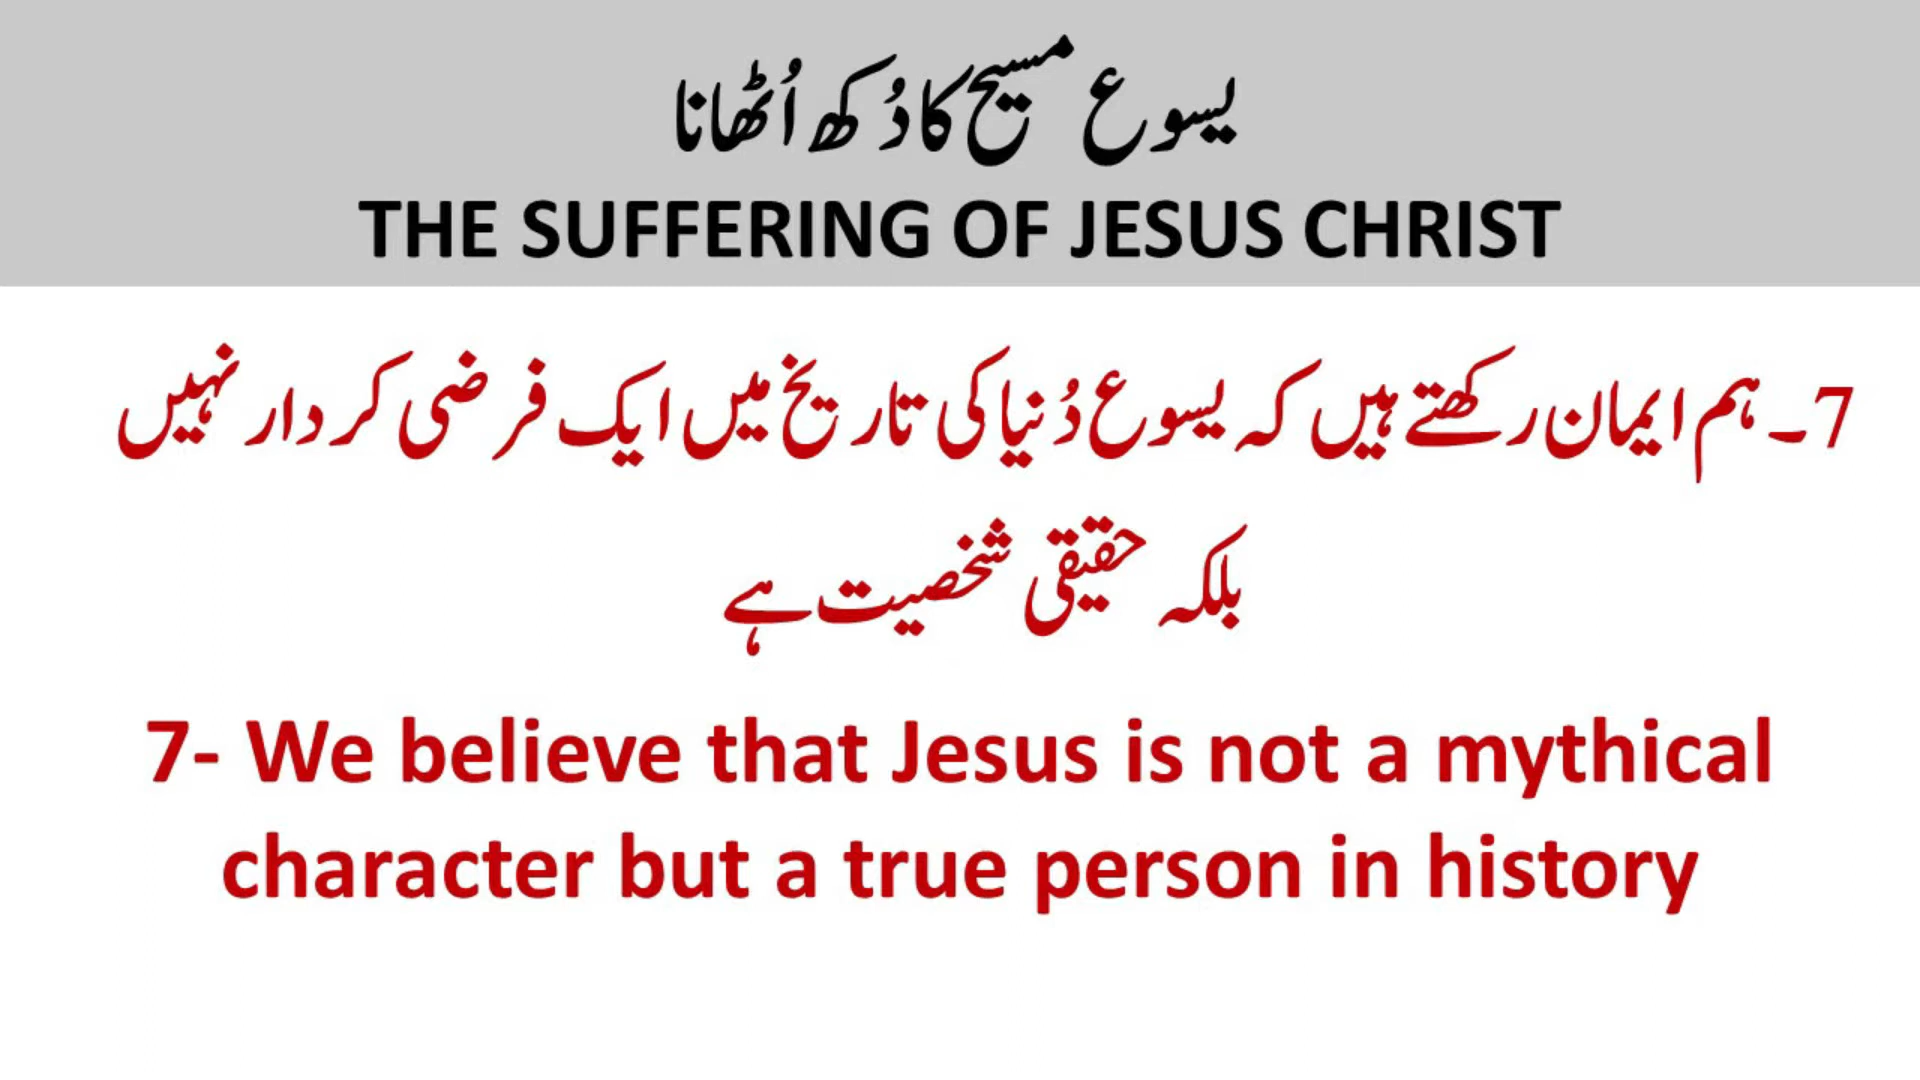 یسوع مسیح کا دُکھ اُٹھانا
THE SUFFERING OF JESUS CHRIST
7۔ ہم ایمان رکھتے ہیں کہ یسوع دُنیا کی تاریخ میں ایک فرضی کردار نہیں
بلکہ حقیقی شخصیت ہے
7- We believe that Jesus is not a mythical
character but a true person in history